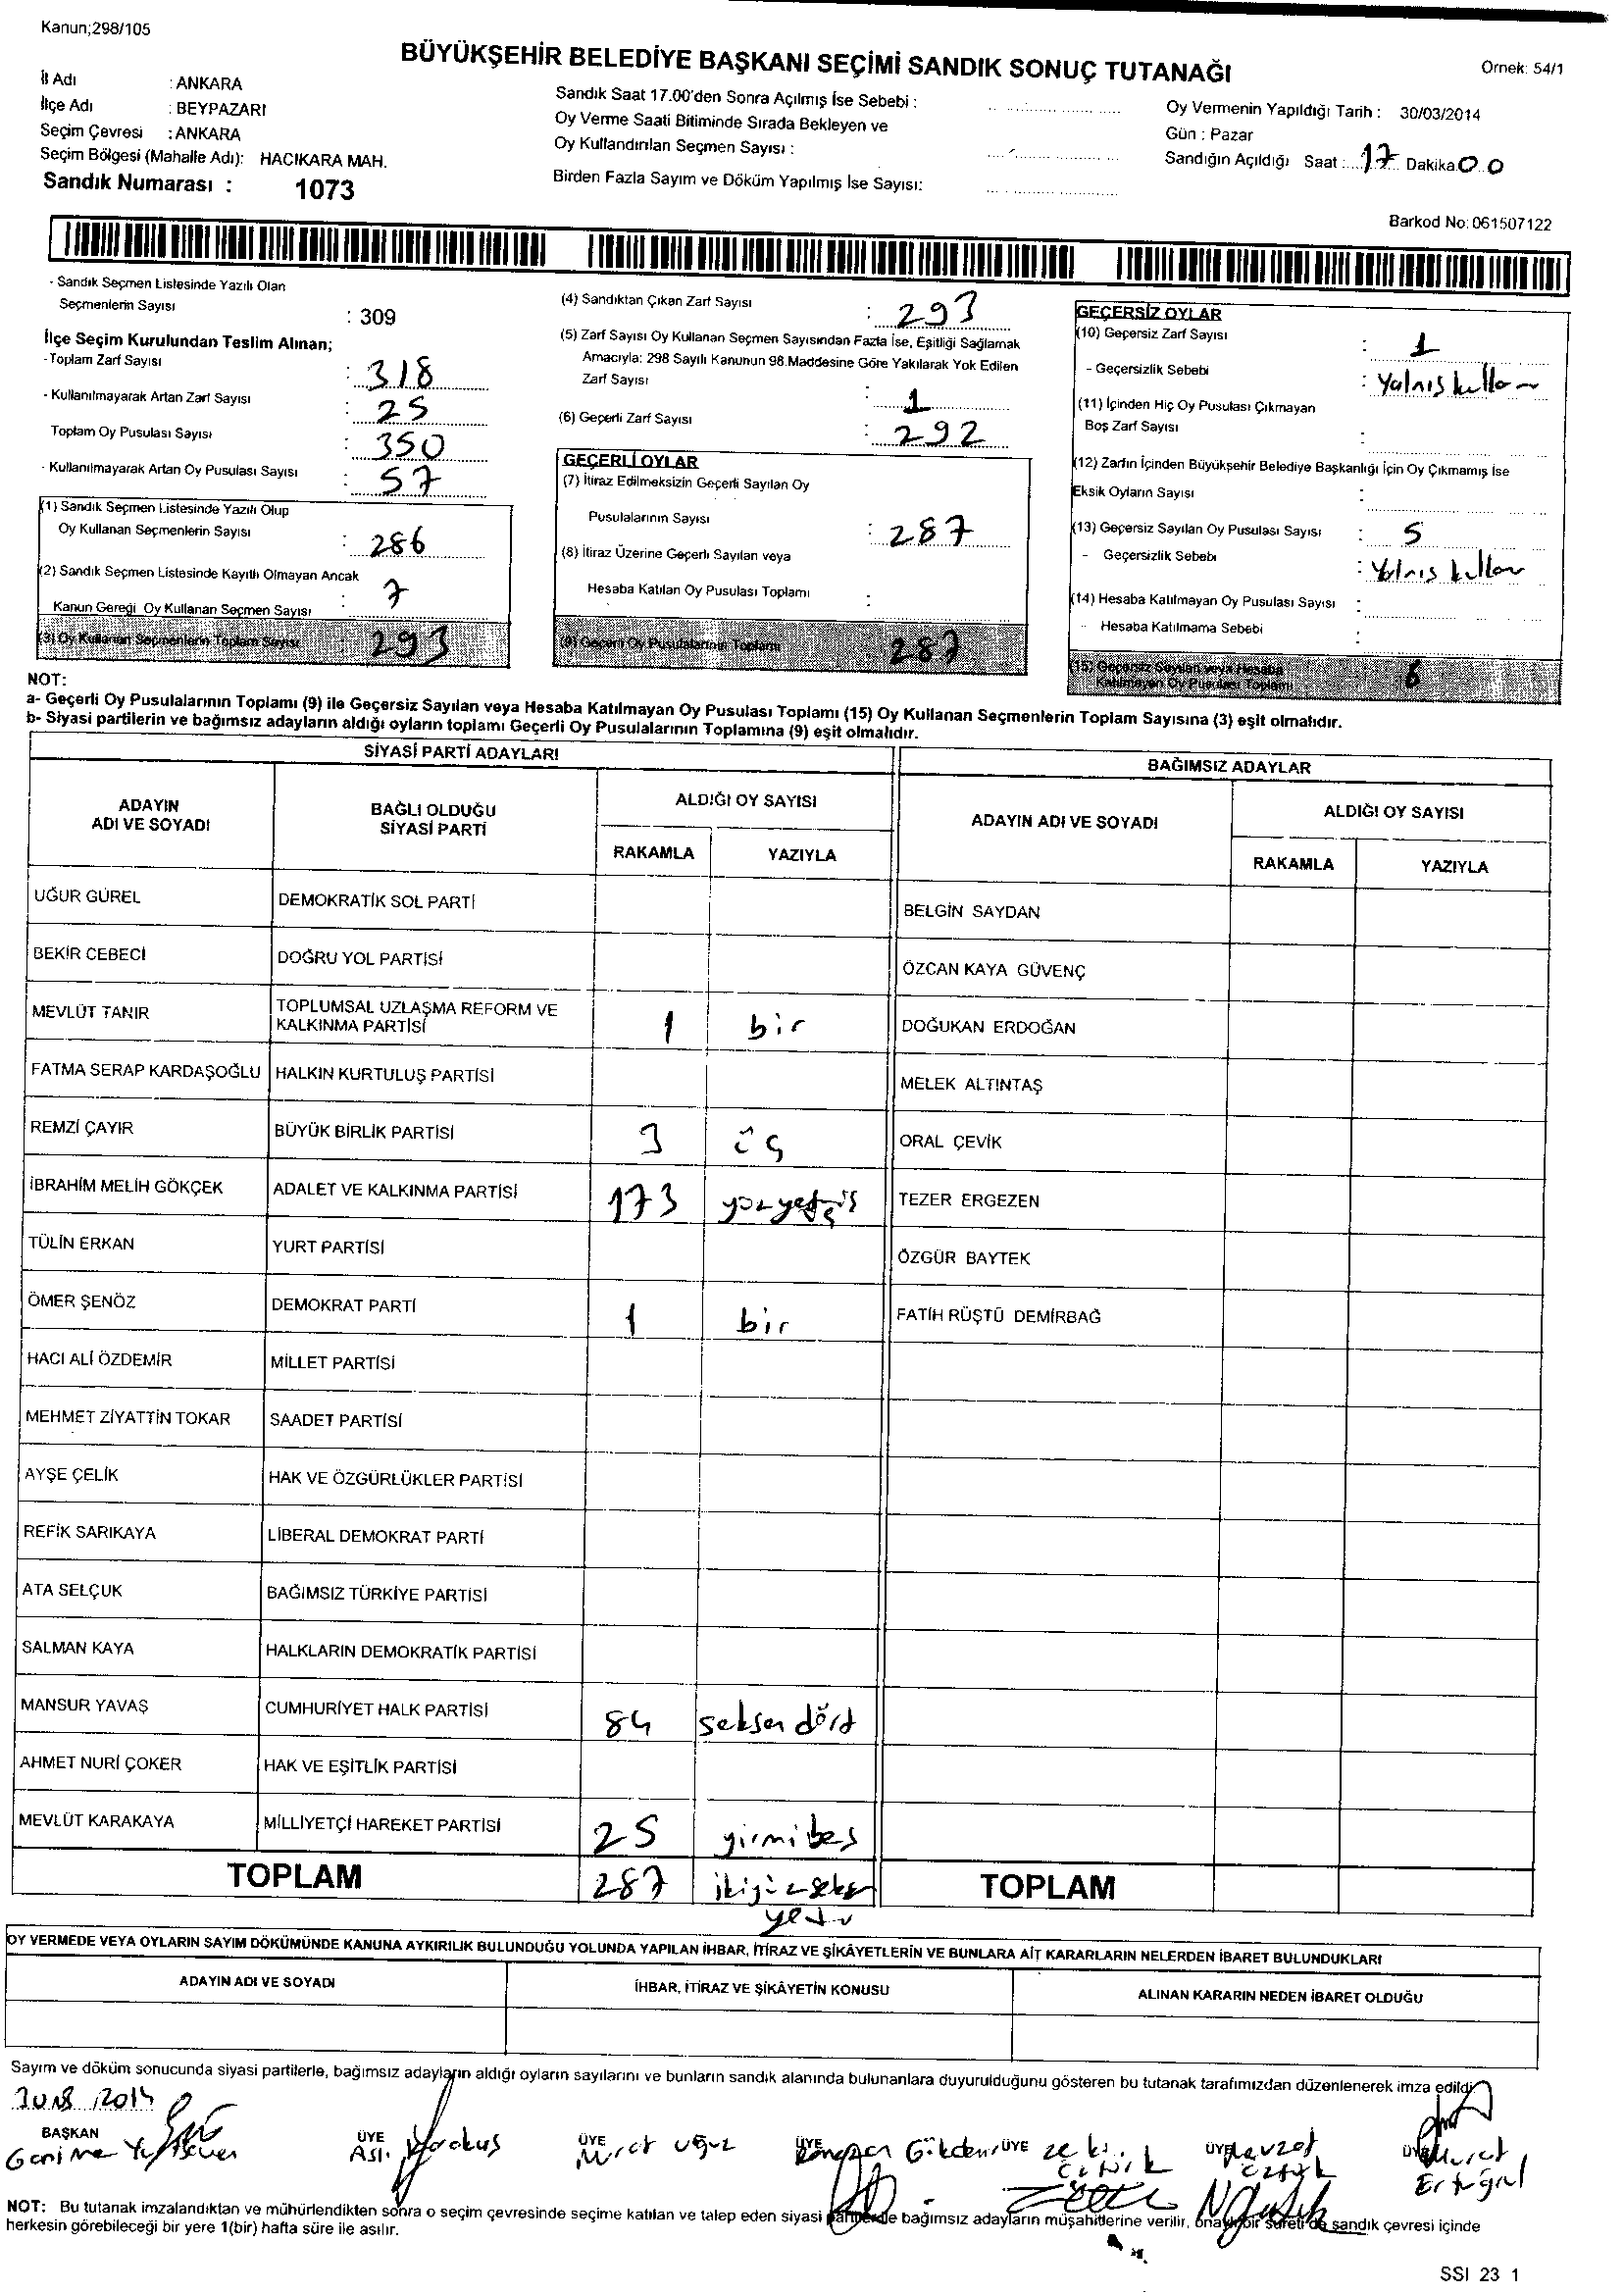 Kanun;298/105
BÜYÜKŞEHİR BELEDİYE BAŞKANI SEÇİMİ SANDIK SONUÇ TUTANAĞI
Örnek: 54/1
İl Adı : ANKARA
İlçe Adı : BEYPAZARI
Seçim Çevresi : ANKARA
Seçim Bölgesi (Mahalle Adı): HACIKARA MAH.
Sandık Numarası : 1073
Sandık Saat 17.00'den Sonra Açılmış İse Sebebi :
Oy Verme Saati Bitiminde Sırada Bekleyen ve
Oy Kullandırılan Seçmen Sayısı :
Birden Fazla Sayım ve Döküm Yapılmış İse Sayısı:
Oy Vermenin Yapıldığı Tarih : 30/03/2014
Gün : Pazar
Sandığın Açıldığı Saat : 17 Dakika 00
Barkod No: 061507122
- Sandık Seçmen Listesinde Yazılı Olan
Seçmenlerin Sayısı : 309
İlçe Seçim Kurulundan Teslim Alınan;
-Toplam Zarf Sayısı : 318
- Kullanılmayarak Artan Zarf Sayısı : 25
Toplam Oy Pusulası Sayısı : 350
- Kullanılmayarak Artan Oy Pusulası Sayısı : 57
(1) Sandık Seçmen Listesinde Yazılı Olup
Oy Kullanan Seçmenlerin Sayısı : 286
(2) Sandık Seçmen Listesinde Kayıtlı Olmayan Ancak
Kanun Gereği Oy Kullanan Seçmen Sayısı : 7
(3) Oy Kullanan Seçmenlerin Toplam Sayısı : 293
(4) Sandıktan Çıkan Zarf Sayısı : 293
(5) Zarf Sayısı Oy Kullanan Seçmen Sayısından Fazla İse, Eşitliği Sağlamak
Amacıyla: 298 Sayılı Kanunun 98.Maddesine Göre Yakılarak Yok Edilen
Zarf Sayısı : 1
(6) Geçerli Zarf Sayısı : 292
GEÇERLİ OYLAR
(7) İtiraz Edilmeksizin Geçerli Sayılan Oy
Pusulalarının Sayısı : 287
(8) İtiraz Üzerine Geçerli Sayılan veya
Hesaba Katılan Oy Pusulası Toplamı :
(9) Geçerli Oy Pusulalarının Toplamı 287
GEÇERSİZ OYLAR
(10) Geçersiz Zarf Sayısı : 1
- Geçersizlik Sebebi : Yalnış
(11) İçinden Hiç Oy Pusulası Çıkmayan
Boş Zarf Sayısı :
(12) Zarfın İçinden Büyükşehir Belediye Başkanlığı İçin Oy Çıkmamış İse
Eksik Oyların Sayısı :
(13) Geçersiz Sayılan Oy Pusulası Sayısı : 5
- Geçersizlik Sebebi : Yalnış
(14) Hesaba Katılmayan Oy Pusulası Sayısı :
- Hesaba Katılmama Sebebi :
(15) Geçersiz Sayılan veya Hesaba
Katılmayan Oy Pusulası Toplamı 6
NOT:
a- Geçerli Oy Pusulalarının Toplamı (9) ile Geçersiz Sayılan veya Hesaba Katılmayan Oy Pusulası Toplamı (15) Oy Kullanan Seçmenlerin Toplam Sayısına (3) eşit olmalıdır.
b- Siyasi partilerin ve bağımsız adayların aldığı oyların toplamı Geçerli Oy Pusulalarının Toplamına (9) eşit olmalıdır.
SİYASİ PARTİ ADAYLARI
BAĞIMSIZ ADAYLAR
ADAYIN ADI VE SOYADI
BAĞLI OLDUĞU SİYASİ PARTİ
ALDIĞI OY SAYISI
RAKAMLA YAZIYLA
ADAYIN ADI VE SOYADI
ALDIĞI OY SAYISI
RAKAMLA YAZIYLA
UĞUR GÜREL DEMOKRATİK SOL PARTİ BELGİN SAYDAN
BEKİR CEBECİ DOĞRU YOL PARTİSİ ÖZCAN KAYA GÜVENÇ
MEVLÜT TANIR TOPLUMSAL UZLAŞMA REFORM VE KALKINMA PARTİSİ 1 bir DOĞUKAN ERDOĞAN
FATMA SERAP KARDAŞOĞLU HALKIN KURTULUŞ PARTİSİ MELEK ALTINTAŞ
REMZİ ÇAYIR BÜYÜK BİRLİK PARTİSİ 3 üç ORAL ÇEVİK
İBRAHİM MELİH GÖKÇEK ADALET VE KALKINMA PARTİSİ 173 TEZER ERGEZEN
TÜLİN ERKAN YURT PARTİSİ ÖZGÜR BAYTEK
ÖMER ŞENÖZ DEMOKRAT PARTİ 1 bir FATİH RÜŞTÜ DEMİRBAĞ
HACI ALİ ÖZDEMİR MİLLET PARTİSİ
MEHMET ZİYATTİN TOKAR SAADET PARTİSİ
AYŞE ÇELİK HAK VE ÖZGÜRLÜKLER PARTİSİ
REFİK SARIKAYA LİBERAL DEMOKRAT PARTİ
ATA SELÇUK BAĞIMSIZ TÜRKİYE PARTİSİ
SALMAN KAYA HALKLARIN DEMOKRATİK PARTİSİ
MANSUR YAVAŞ CUMHURİYET HALK PARTİSİ 84 seksen dört
AHMET NURİ ÇOKER HAK VE EŞİTLİK PARTİSİ
MEVLÜT KARAKAYA MİLLİYETÇİ HAREKET PARTİSİ 25 yirmi beş
TOPLAM 287 ikiyüz seksen TOPLAM
yedi
OY VERMEDE VEYA OYLARIN SAYIM DÖKÜMÜNDE KANUNA AYKIRILIK BULUNDUĞU YOLUNDA YAPILAN İHBAR, İTİRAZ VE ŞİKÂYETLERİN VE BUNLARA AİT KARARLARIN NELERDEN İBARET BULUNDUKLARI
ADAYIN ADI VE SOYADI İHBAR, İTİRAZ VE ŞİKÂYETİN KONUSU ALINAN KARARIN NEDEN İBARET OLDUĞU
Sayım ve döküm sonucunda siyasi partilerle, bağımsız adayların aldığı oyların sayılarını ve bunların sandık alanında bulunanlara duyurulduğunu gösteren bu tutanak tarafımızdan düzenlenerek imza edildi.
2014
BAŞKAN ÜYE ÜYE ÜYE ÜYE ÜYE ÜYE
Aslı Karakuş Murat Uğuz Ramazan Gökdemir Zeki Öztürk Nevzat Öztürk Murat Ertuğrul
NOT: Bu tutanak imzalandıktan ve mühürlendikten sonra o seçim çevresinde seçime katılan ve talep eden siyasi partilerle bağımsız adayların müşahitlerine verilir, onaylı bir sureti de sandık çevresi içinde
herkesin görebileceği bir yere 1(bir) hafta süre ile asılır.
SSI 23 1